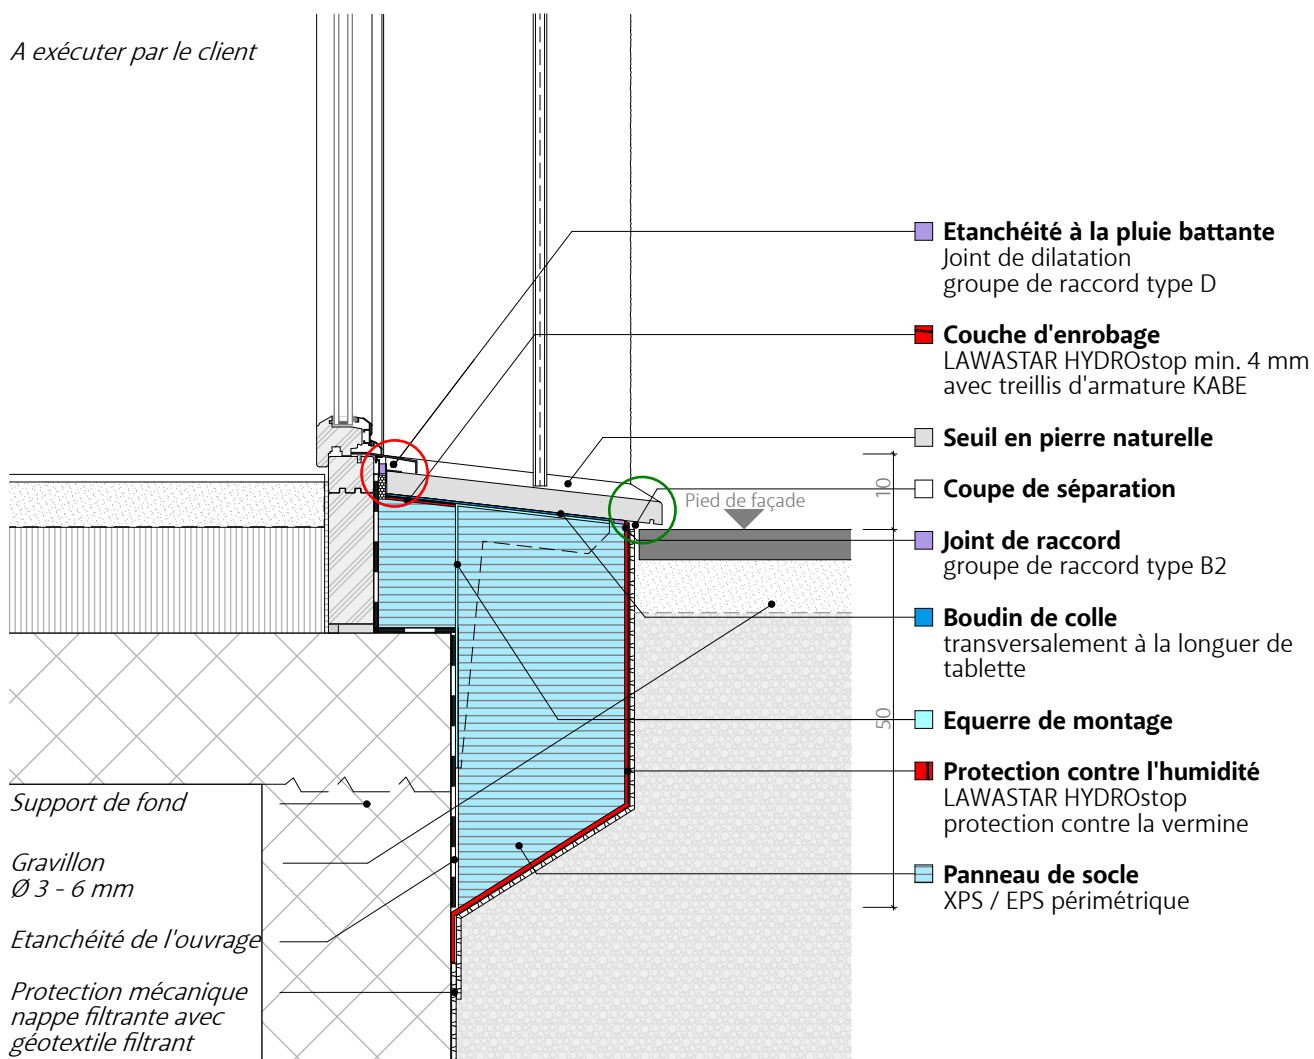 A exécuter par le client
Etanchéité à la pluie battante
Joint de dilatation
groupe de raccord type D
Couche d'enrobage
LAWASTAR HYDROstop min. 4 mm
avec treillis d'armature KABE
Seuil en pierre naturelle
10
Coupe de séparation
Pied de façade
Joint de raccord
groupe de raccord type B2
Boudin de colle
transversalement à la longuer de
tablette
50
Equerre de montage
Protection contre l'humidité
LAWASTAR HYDROstop
protection contre la vermine
Panneau de socle
XPS / EPS périmétrique
Support de fond
Gravillon
Ø 3 - 6 mm
Etanchéité de l'ouvrage
Protection mécanique
nappe filtrante avec
géotextile filtrant